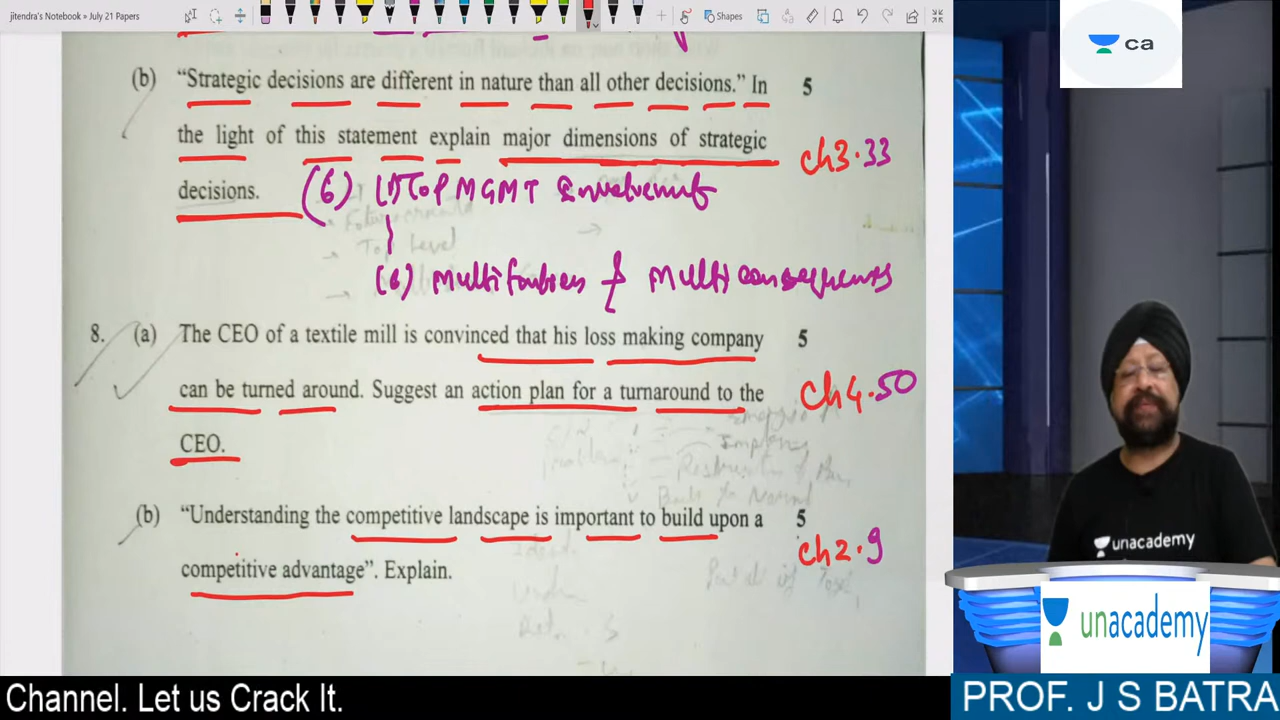 jitendra's Notebook » July 21 Papers
Shapes
ca
(b) “Strategic decisions are different in nature than all other decisions.” In 5
the light of this statement explain major dimensions of strategic
Ch3.33
decisions. (6) (1) TOP MGMT Involvement
Top Level
(6) Multifunctions & Multi consequences
8. (a) The CEO of a textile mill is convinced that his loss making company 5
can be turned around. Suggest an action plan for a turnaround to the
Ch4.50
CEO.
(b) “Understanding the competitive landscape is important to build upon a 5
Ch2.9
competitive advantage”. Explain.
unacademy
unacademy
Channel. Let us Crack It.
PROF. J S BATRA